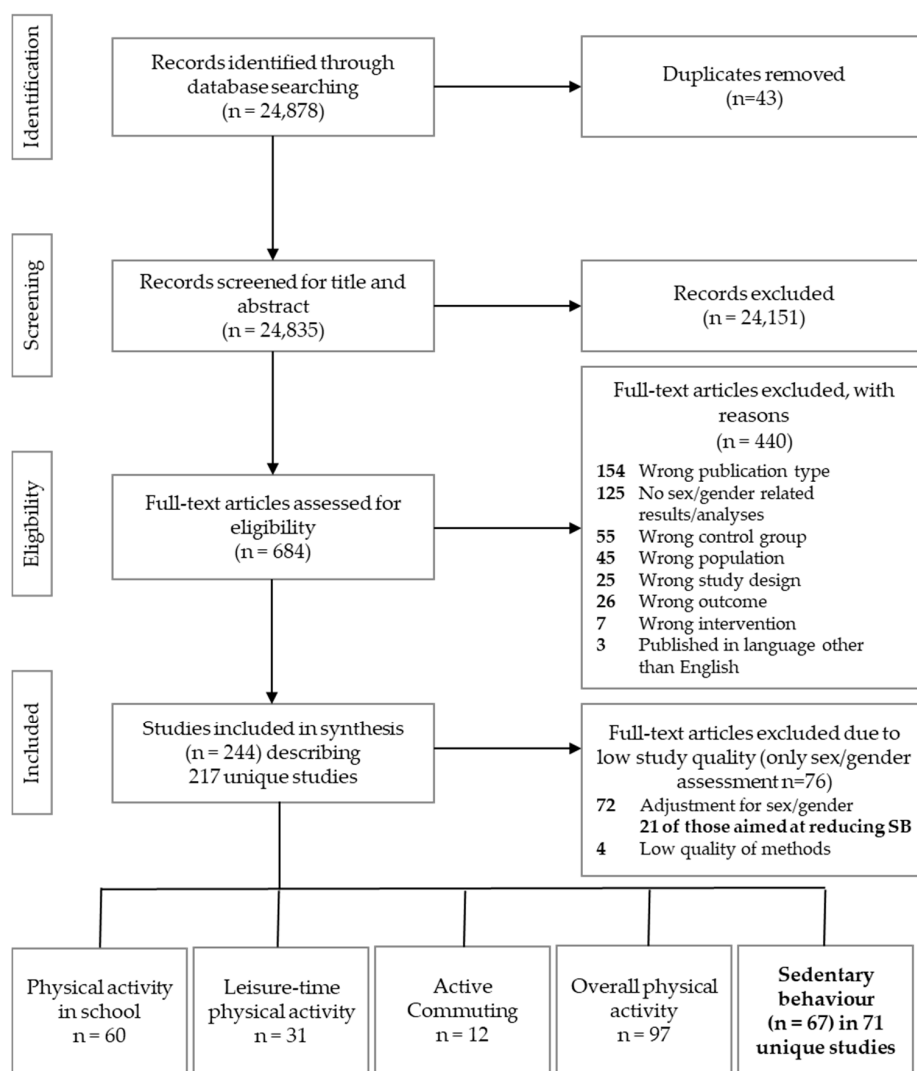 Identification
Records identified through
database searching
(n = 24,878)
Duplicates removed
(n=43)
Screening
Records screened for title and
abstract
(n = 24,835)
Records excluded
(n = 24,151)
Eligibility
Full-text articles assessed for
eligibility
(n = 684)
Full-text articles excluded, with
reasons
(n = 440)
154 Wrong publication type
125 No sex/gender related
results/analyses
55 Wrong control group
45 Wrong population
25 Wrong study design
26 Wrong outcome
7 Wrong intervention
3 Published in language other
than English
Included
Studies included in synthesis
(n = 244) describing
217 unique studies
Full-text articles excluded due to
low study quality (only sex/gender
assessment n=76)
72 Adjustment for sex/gender
21 of those aimed at reducing SB
4 Low quality of methods
Physical activity
in school
n = 60
Leisure-time
physical activity
n = 31
Active
Commuting
n = 12
Overall physical
activity
n = 97
Sedentary
behaviour
(n = 67) in 71
unique studies